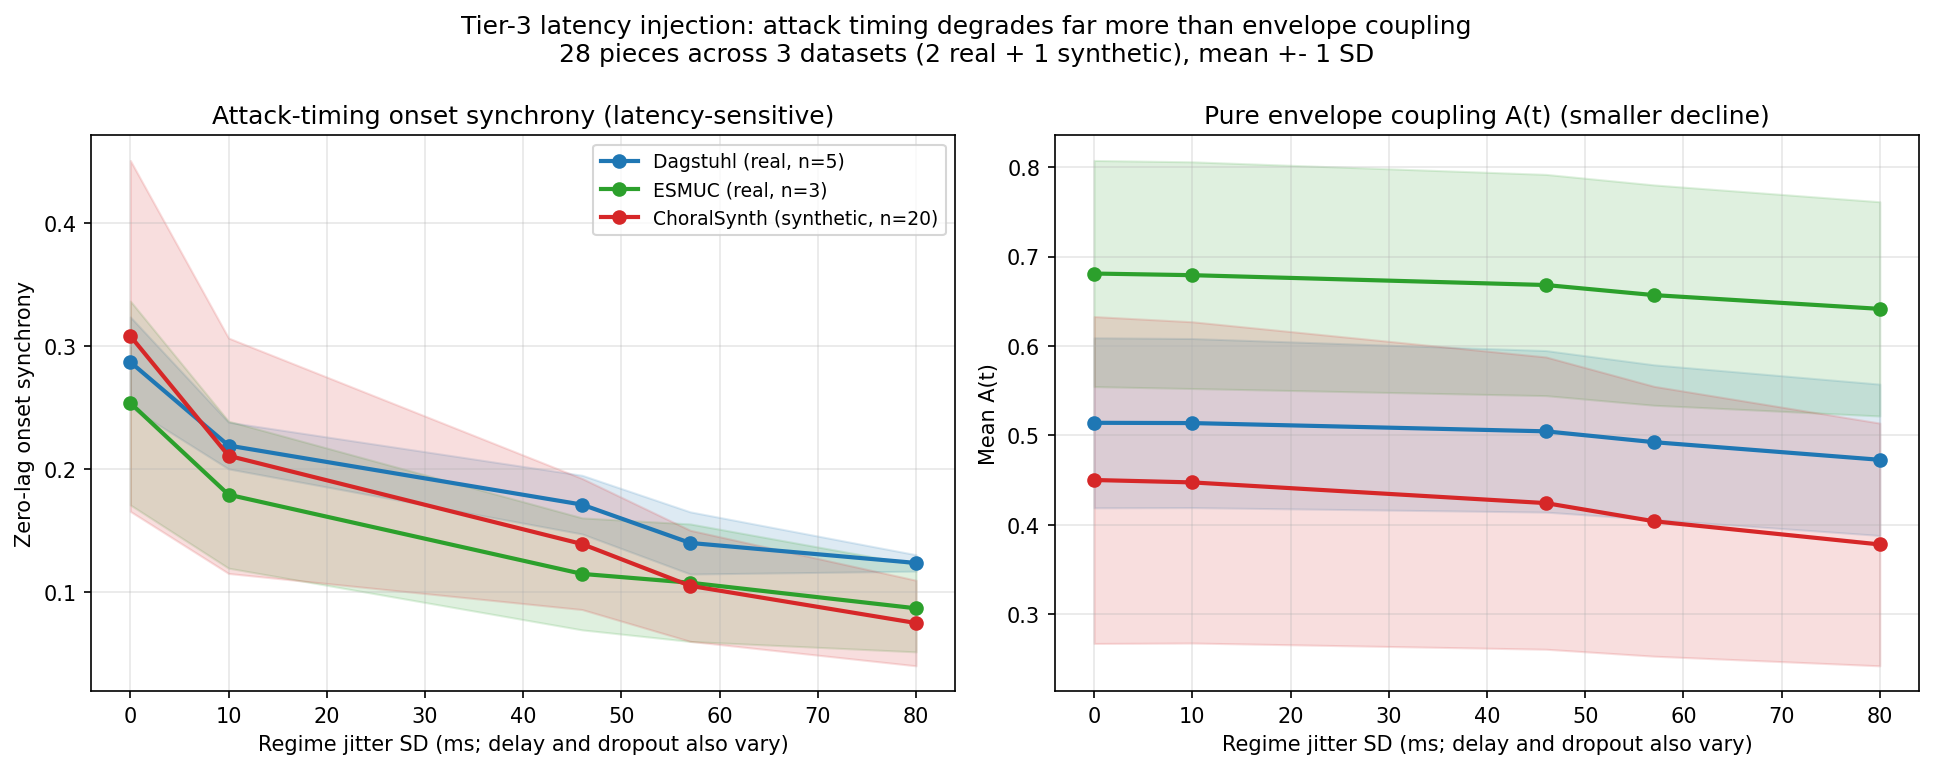 Tier-3 latency injection: attack timing degrades far more than envelope coupling
28 pieces across 3 datasets (2 real + 1 synthetic), mean +- 1 SD
Attack-timing onset synchrony (latency-sensitive)
Zero-lag onset synchrony
0.4
0.3
0.2
0.1
Dagstuhl (real, n=5)
ESMUC (real, n=3)
ChoralSynth (synthetic, n=20)
0 10 20 30 40 50 60 70 80
Regime jitter SD (ms; delay and dropout also vary)
Pure envelope coupling A(t) (smaller decline)
Mean A(t)
0.8
0.7
0.6
0.5
0.4
0.3
0 10 20 30 40 50 60 70 80
Regime jitter SD (ms; delay and dropout also vary)